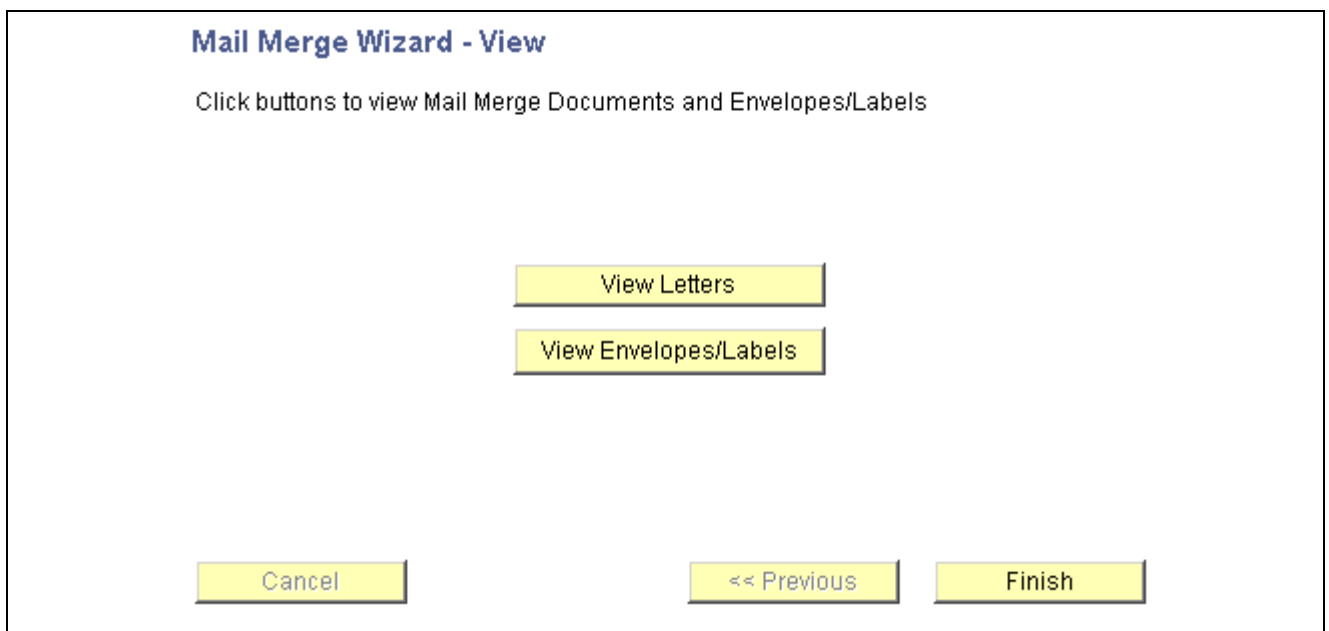 Mail Merge Wizard - View
Click buttons to view Mail Merge Documents and Envelopes/Labels
View Letters
View Envelopes/Labels
Cancel << Previous Finish